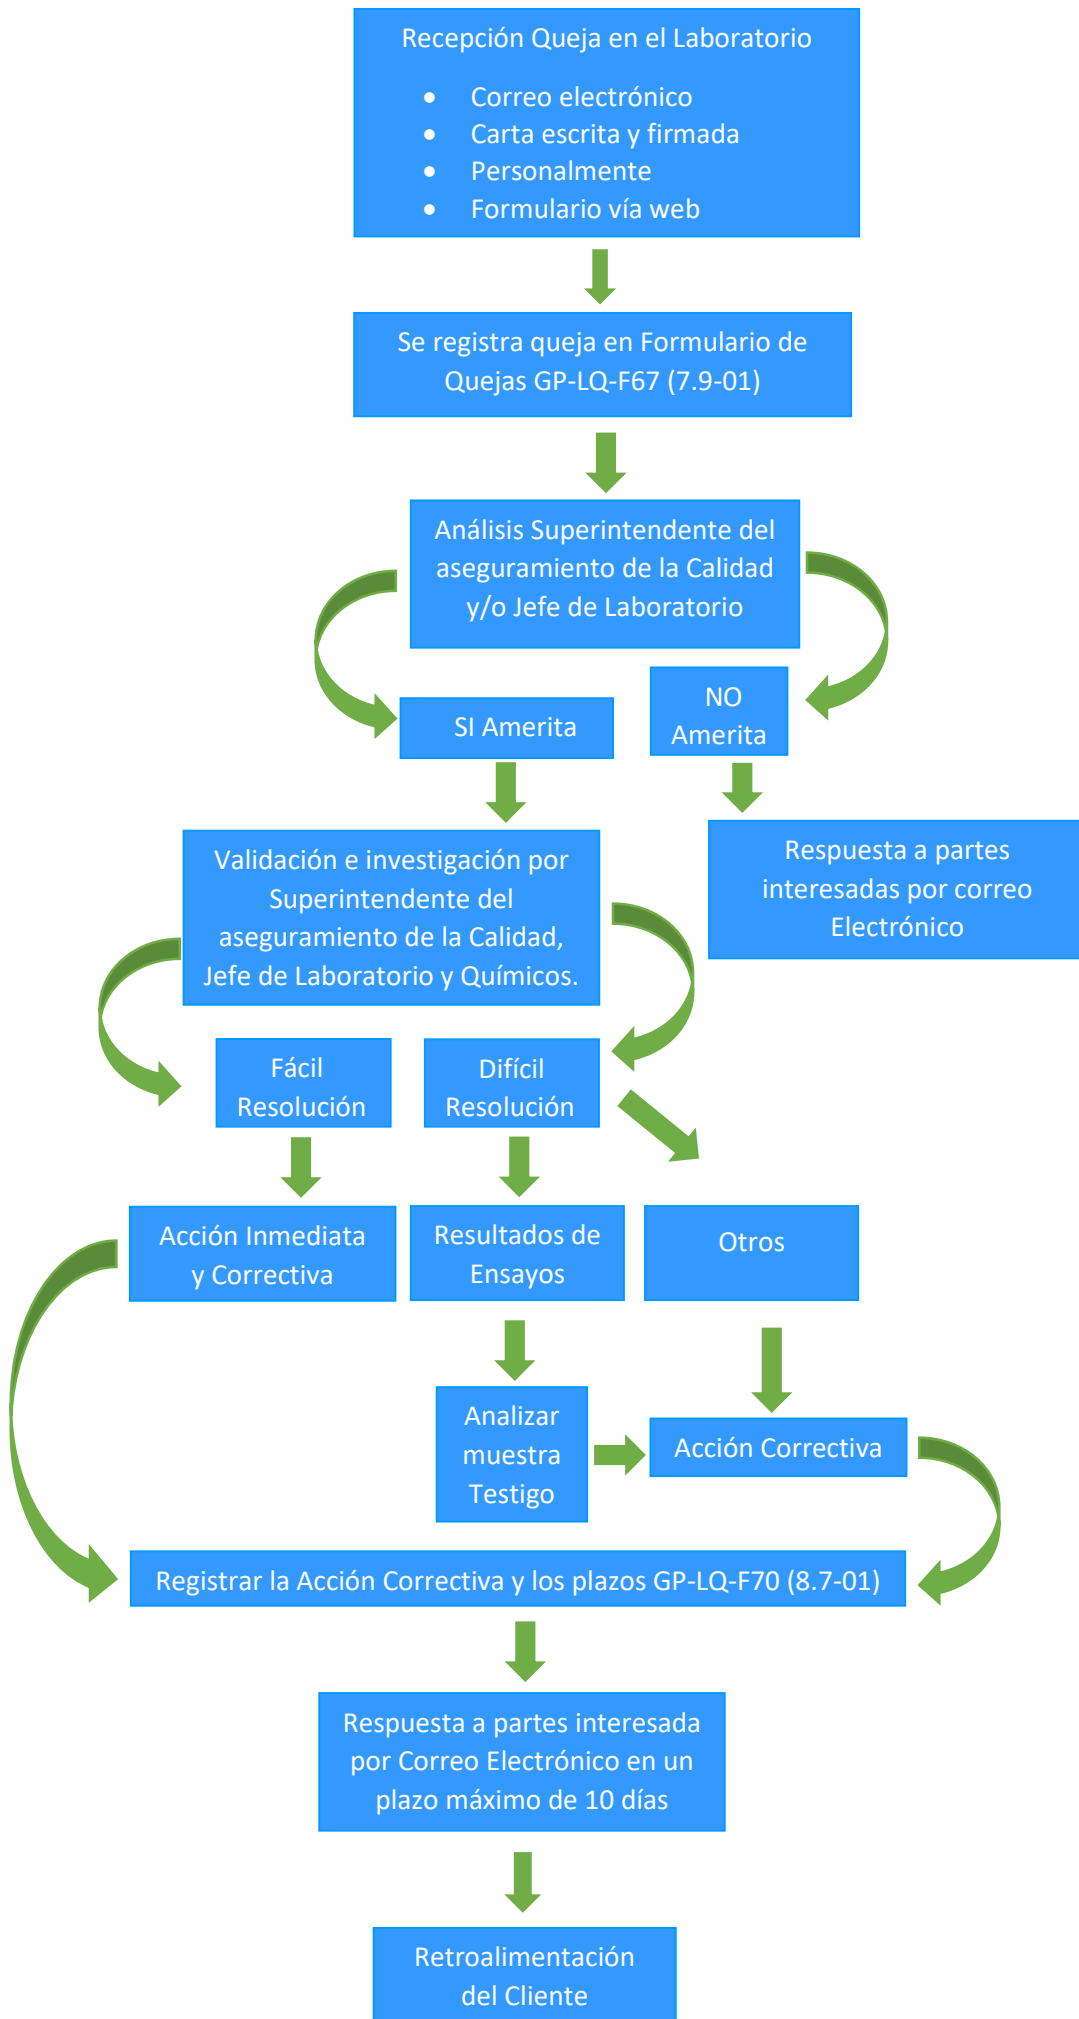 Recepción Queja en el Laboratorio
• Correo electrónico
• Carta escrita y firmada
• Personalmente
• Formulario vía web
Se registra queja en Formulario de
Quejas GP-LQ-F67 (7.9-01)
Análisis Superintendente del
aseguramiento de la Calidad
y/o Jefe de Laboratorio
SI Amerita
NO
Amerita
Validación e investigación por
Superintendente del
aseguramiento de la Calidad,
Jefe de Laboratorio y Químicos.
Respuesta a partes
interesadas por correo
Electrónico
Fácil
Resolución
Difícil
Resolución
Acción Inmediata
y Correctiva
Resultados de
Ensayos
Otros
Analizar
muestra
Testigo
Acción Correctiva
Registrar la Acción Correctiva y los plazos GP-LQ-F70 (8.7-01)
Respuesta a partes interesada
por Correo Electrónico en un
plazo máximo de 10 días
Retroalimentación
del Cliente